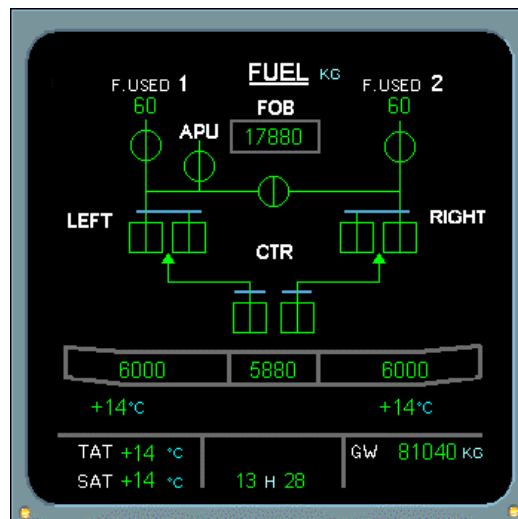 FUEL KG
F.USED 1
F.USED 2
60
FOB
60
APU
17880
LEFT
RIGHT
CTR
6000 5880 6000
+14°C +14°C
TAT +14 °C
GW 81040 KG
SAT +14 °C
13 H 28